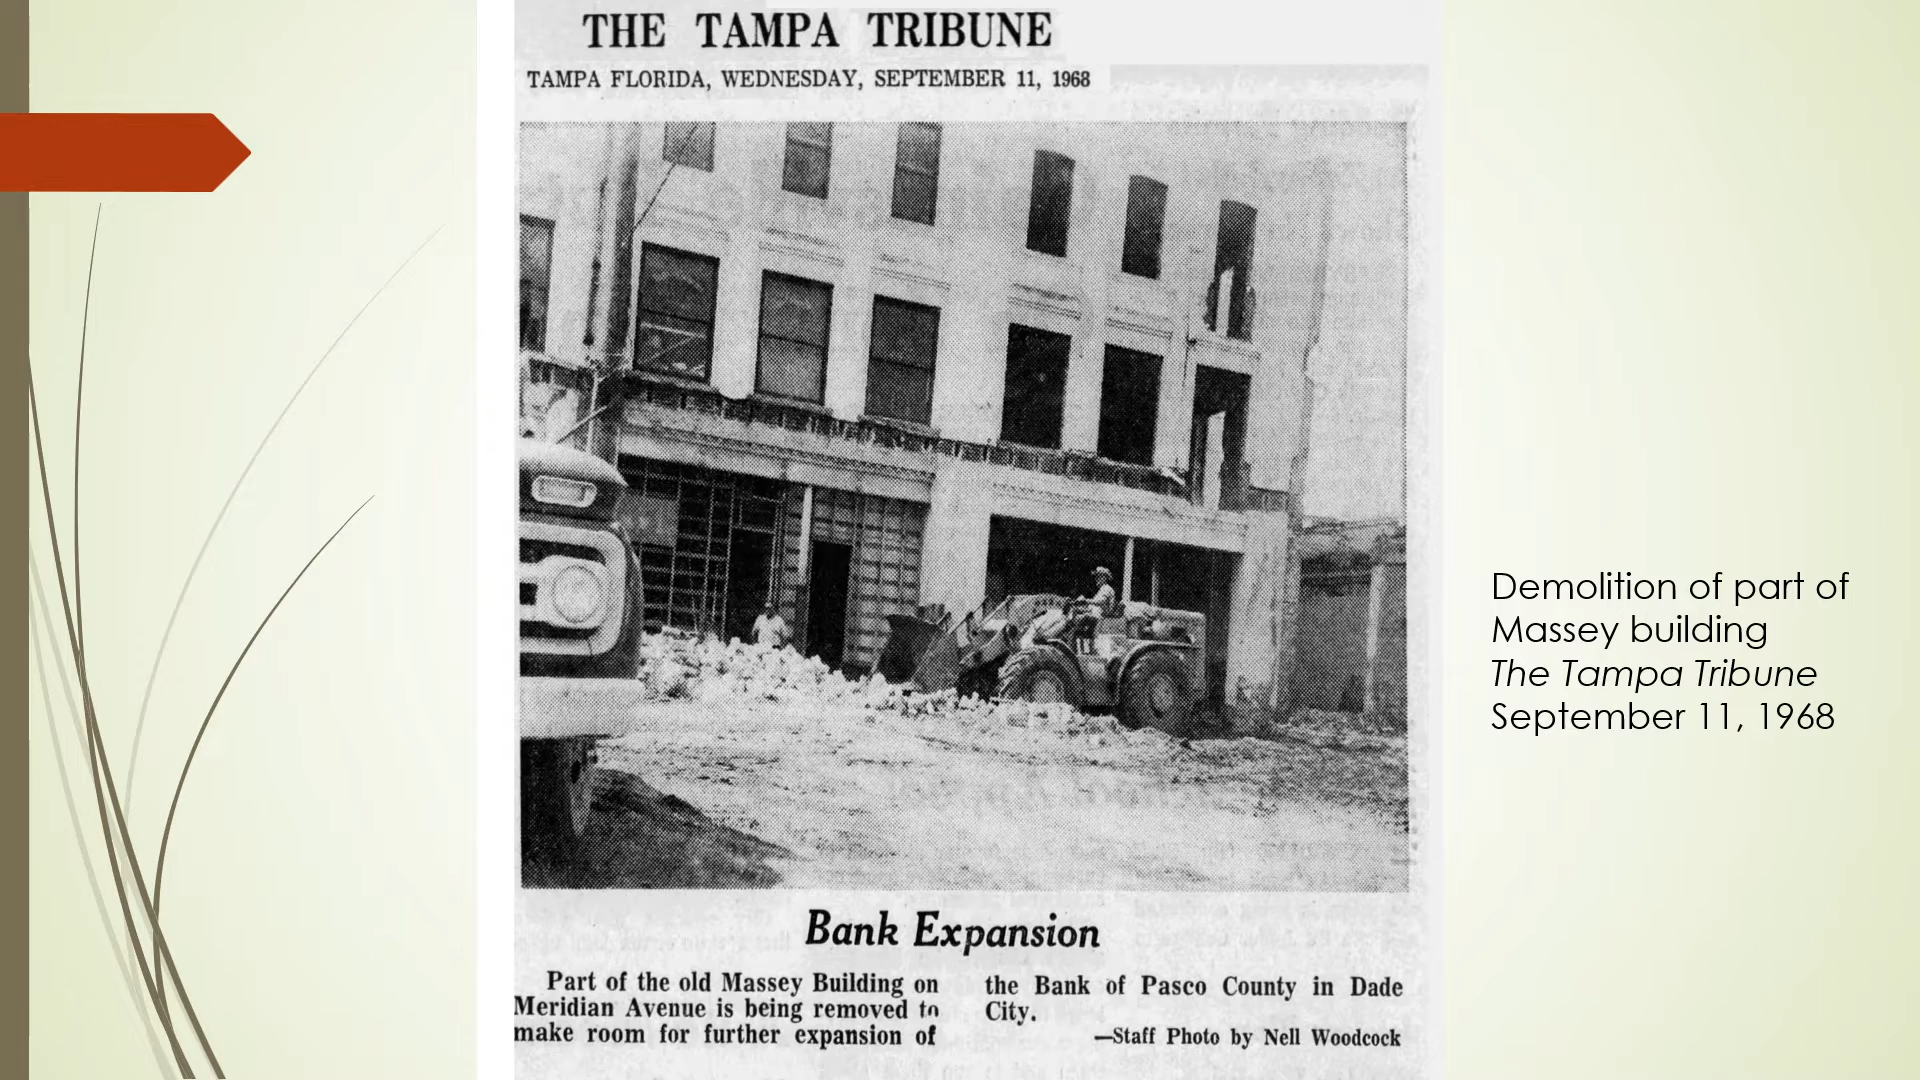 THE TAMPA TRIBUNE
TAMPA FLORIDA, WEDNESDAY, SEPTEMBER 11, 1968
Bank Expansion
Part of the old Massey Building on
Meridian Avenue is being removed to
make room for further expansion of
the Bank of Pasco County in Dade
City.
—Staff Photo by Nell Woodcock
Demolition of part of
Massey building
The Tampa Tribune
September 11, 1968